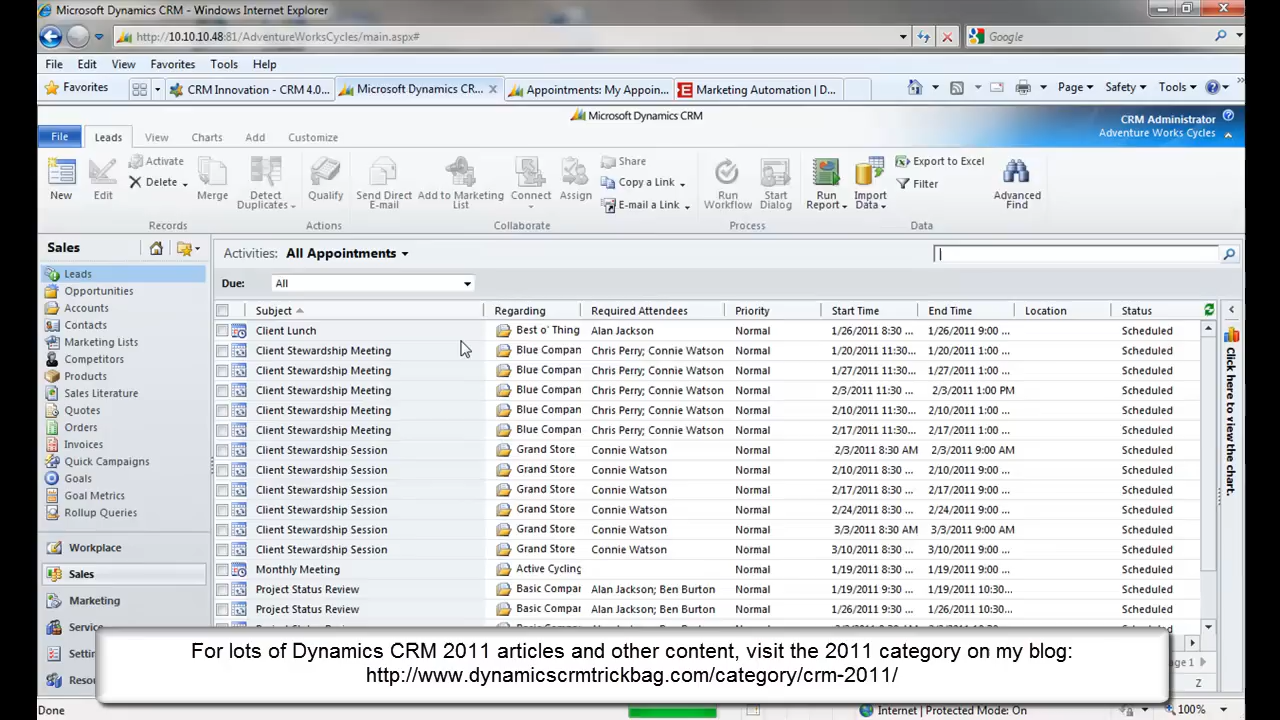 Microsoft Dynamics CRM - Windows Internet Explorer
http://10.10.10.48:81/AdventureWorksCycles/main.aspx#
Google
File Edit View Favorites Tools Help
Favorites
CRM Innovation - CRM 4.0...
Microsoft Dynamics CR...
Appointments: My Appoin...
Marketing Automation | D...
Page Safety Tools
Microsoft Dynamics CRM
CRM Administrator
Adventure Works Cycles
File Leads View Charts Add Customize
New
Edit
Activate
Delete
Merge
Detect Duplicates
Qualify
Send Direct E-mail
Add to Marketing List
Connect
Assign
Share
Copy a Link
E-mail a Link
Run Workflow
Start Dialog
Run Report
Import Data
Export to Excel
Filter
Advanced Find
Records Actions Collaborate Process Data
Sales
Leads
Opportunities
Accounts
Contacts
Marketing Lists
Competitors
Products
Sales Literature
Quotes
Orders
Invoices
Quick Campaigns
Goals
Goal Metrics
Rollup Queries
Workplace
Sales
Marketing
Service
Setti
Resou
Activities: All Appointments
Due: All
Subject Regarding Required Attendees Priority Start Time End Time Location Status
Client Lunch Best o' Thing Alan Jackson Normal 1/26/2011 8:30 ... 1/26/2011 9:00 ... Scheduled
Client Stewardship Meeting Blue Compan Chris Perry; Connie Watson Normal 1/20/2011 11:30... 1/20/2011 1:00 ... Scheduled
Client Stewardship Meeting Blue Compan Chris Perry; Connie Watson Normal 1/27/2011 11:30... 1/27/2011 1:00 ... Scheduled
Client Stewardship Meeting Blue Compan Chris Perry; Connie Watson Normal 2/3/2011 11:30 ... 2/3/2011 1:00 PM Scheduled
Client Stewardship Meeting Blue Compan Chris Perry; Connie Watson Normal 2/10/2011 11:30... 2/10/2011 1:00 ... Scheduled
Client Stewardship Meeting Blue Compan Chris Perry; Connie Watson Normal 2/17/2011 11:30... 2/17/2011 1:00 ... Scheduled
Client Stewardship Session Grand Store Connie Watson Normal 2/3/2011 8:30 AM 2/3/2011 9:00 AM Scheduled
Client Stewardship Session Grand Store Connie Watson Normal 2/10/2011 8:30 ... 2/10/2011 9:00 ... Scheduled
Client Stewardship Session Grand Store Connie Watson Normal 2/17/2011 8:30 ... 2/17/2011 9:00 ... Scheduled
Client Stewardship Session Grand Store Connie Watson Normal 2/24/2011 8:30 ... 2/24/2011 9:00 ... Scheduled
Client Stewardship Session Grand Store Connie Watson Normal 3/3/2011 8:30 AM 3/3/2011 9:00 AM Scheduled
Client Stewardship Session Grand Store Connie Watson Normal 3/10/2011 8:30 ... 3/10/2011 9:00 ... Scheduled
Monthly Meeting Active Cycling Normal 1/19/2011 8:30 ... 1/19/2011 9:00 ... Scheduled
Project Status Review Basic Compar Alan Jackson; Ben Burton Normal 1/19/2011 9:30 ... 1/19/2011 10:30... Scheduled
Project Status Review Basic Compar Alan Jackson; Ben Burton Normal 1/26/2011 9:30 ... 1/26/2011 10:30... Scheduled
Click here to view the chart.
age 1
Z
For lots of Dynamics CRM 2011 articles and other content, visit the 2011 category on my blog:
http://www.dynamicscrmtrickbag.com/category/crm-2011/
Done
Internet | Protected Mode: On
100%